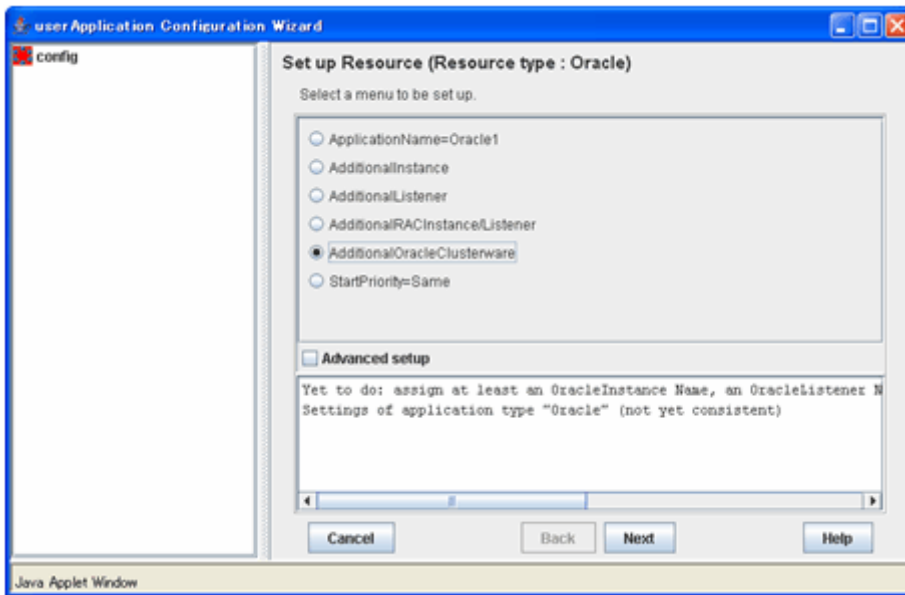 userApplication Configuration Wizard
config
Set up Resource (Resource type : Oracle)
Select a menu to be set up.
ApplicationName=Oracle1
AdditionalInstance
AdditionalListener
AdditionalRACInstance/Listener
AdditionalOracleClusterware
StartPriority=Same
Advanced setup
Yet to do: assign at least an OracleInstance Name, an OracleListener N
Settings of application type "Oracle" (not yet consistent)
Cancel Back Next Help
Java Applet Window